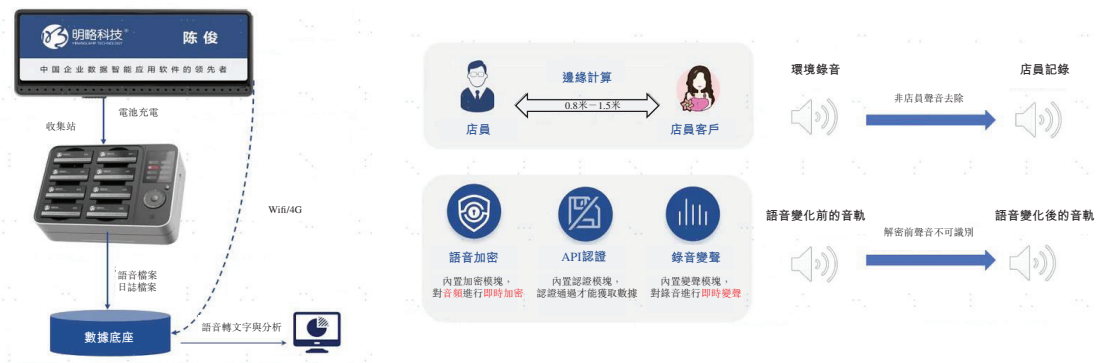 明略科技
MININGLAMP TECHNOLOGY
陈 俊
中国企业数据智能应用软件的领先者
電池充電
收集站
Wifi/4G
語音檔案
日誌檔案
數據底座
語音轉文字與分析
邊緣計算
0.8米－1.5米
店員
店員客戶
語音加密
內置加密模塊，
對音頻進行即時加密
API認證
內置認證模塊，
認證通過才能獲取數據
錄音變聲
內置變聲模塊，
對錄音進行即時變聲
環境錄音
非店員聲音去除
店員記錄
語音變化前的音軌
解密前聲音不可識別
語音變化後的音軌